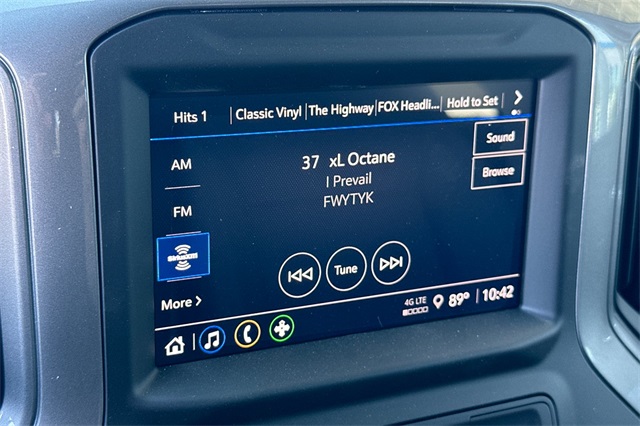 Hits 1 Classic Vinyl The Highway FOX Headli... Hold to Set
AM
FM
SiriusXM
More
37 xL Octane
I Prevail
FWYTYK
Sound
Browse
Tune
4G LTE 89° 10:42